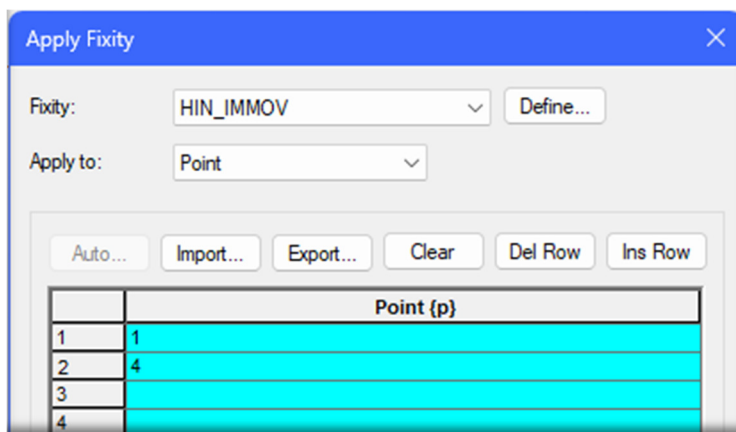 Apply Fixity
Fixity: HIN_IMMOV Define...
Apply to: Point
Auto... Import... Export... Clear Del Row Ins Row
Point {p}
1 1
2 4
3
4